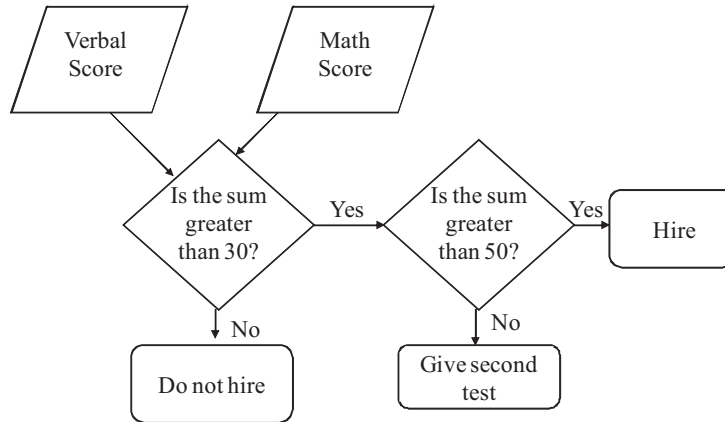 Verbal
Score
Math
Score
Is the sum
greater
than 30?
Yes
Is the sum
greater
than 50?
Yes
Hire
No
No
Do not hire
Give second
test